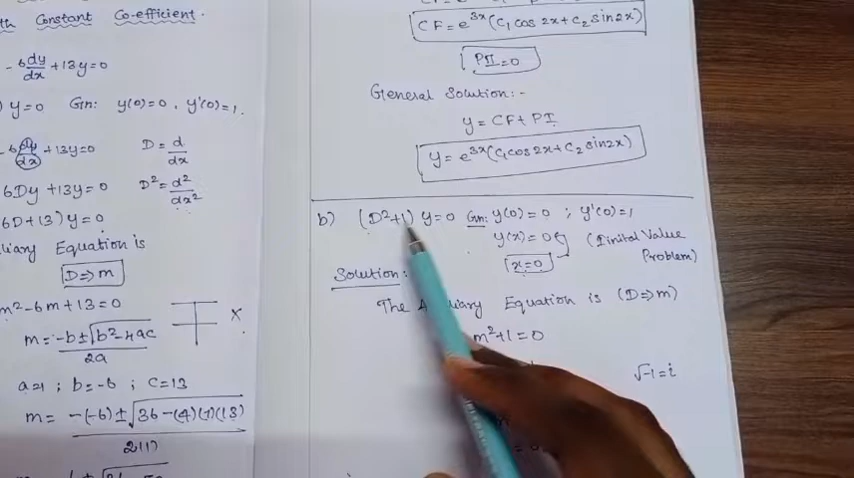 th Constant Co-efficient.
- 6 dy/dx + 13y = 0
) y = 0 Gn: y(0) = 0, y'(0) = 1.
- 6 dy/dx + 13y = 0 D = d/dx
6Dy + 13y = 0 D² = d²/dx²
6D + 13) y = 0
liary Equation is
D ⇒ m
m² - 6m + 13 = 0
m = -b ± √b² - 4ac / 2a
a = 1 ; b = -6 ; c = 13
m = -(-6) ± √36 - (4)(1)(13) / 2(1)
CF = e^3x (C₁ cos 2x + C₂ sin 2x)
PI = 0
General Solution :-
y = CF + PI
y = e^3x (C₁ cos 2x + C₂ sin 2x)
b) (D² + 1) y = 0 Gn: y(0) = 0 ; y'(0) = 1
y(x) = 0 (Initial Value
x = 0 Problem)
Solution :
The Equation is (D ⇒ m)
m² + 1 = 0
√-1 = i